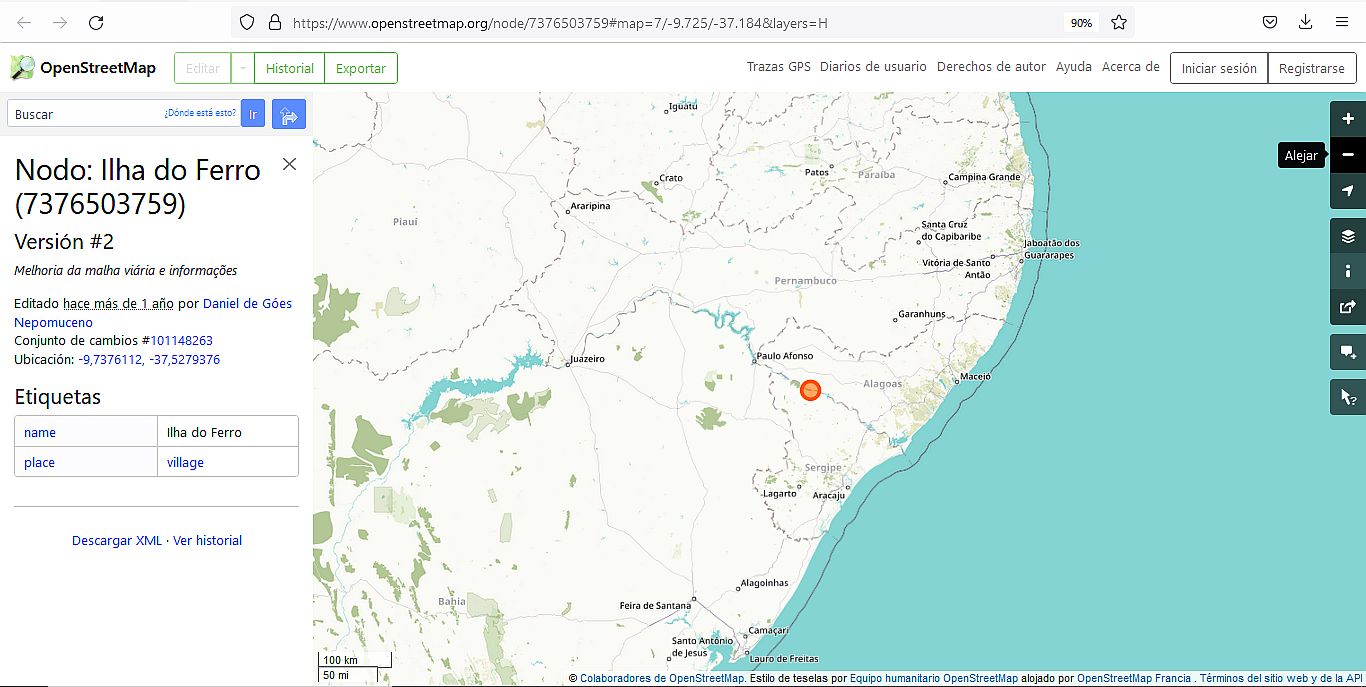 https://www.openstreetmap.org/node/7376503759#map=7/-9.725/-37.184&layers=H
90%
OpenStreetMap
Editar
Historial
Exportar
Trazas GPS
Diarios de usuario
Derechos de autor
Ayuda
Acerca de
Iniciar sesión
Registrarse
Buscar
¿Dónde está esto?
Ir
Nodo: Ilha do Ferro
(7376503759)
Versión #2
Melhoria da malha viária e informações
Editado hace más de 1 año por Daniel de Góes
Nepomuceno
Conjunto de cambios #101148263
Ubicación: -9,7376112, -37,5279376
Etiquetas
name Ilha do Ferro
place village
Descargar XML · Ver historial
Alejar
Iguatu
Crato
Patos
Paraíba
Campina Grande
Araripina
Piauí
Santa Cruz
do Capibaribe
Jaboatão dos
Guararapes
Vitória de Santo
Antão
Pernambuco
Garanhuns
Juazeiro
Paulo Afonso
Alagoas
Maceió
Sergipe
Lagarto
Aracaju
Alagoinhas
Bahia
Feira de Santana
Camaçari
Santo Antônio
de Jesus
Lauro de Freitas
100 km
50 mi
© Colaboradores de OpenStreetMap. Estilo de teselas por Equipo humanitario OpenStreetMap alojado por OpenStreetMap Francia . Términos del sitio web y de la API